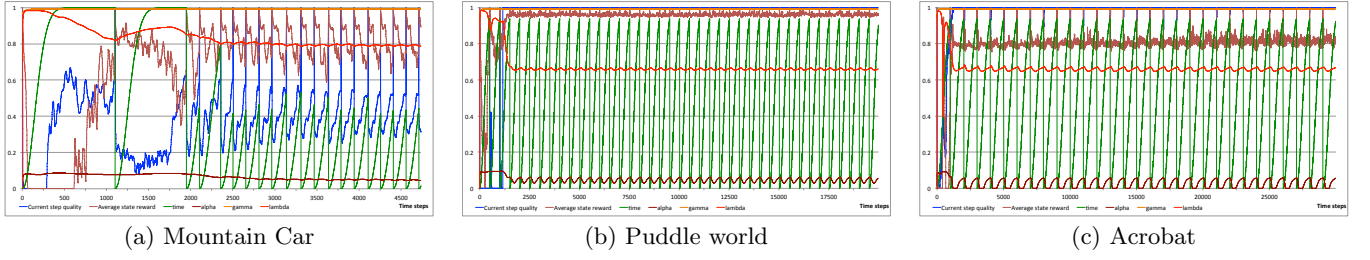 1
0.8
0.6
0.4
0.2
0
0 500 1000 1500 2000 2500 3000 3500 4000 4500
Time steps
Current step quality Average state reward time alpha gamma lambda
(a) Mountain Car
1
0.8
0.6
0.4
0.2
0
0 2500 5000 7500 10000 12500 15000 17500
Time steps
Current step quality Average state reward time alpha gamma lambda
(b) Puddle world
1
0.8
0.6
0.4
0.2
0
0 5000 10000 15000 20000 25000
Time steps
Current step quality Average state reward time alpha gamma lambda
(c) Acrobat